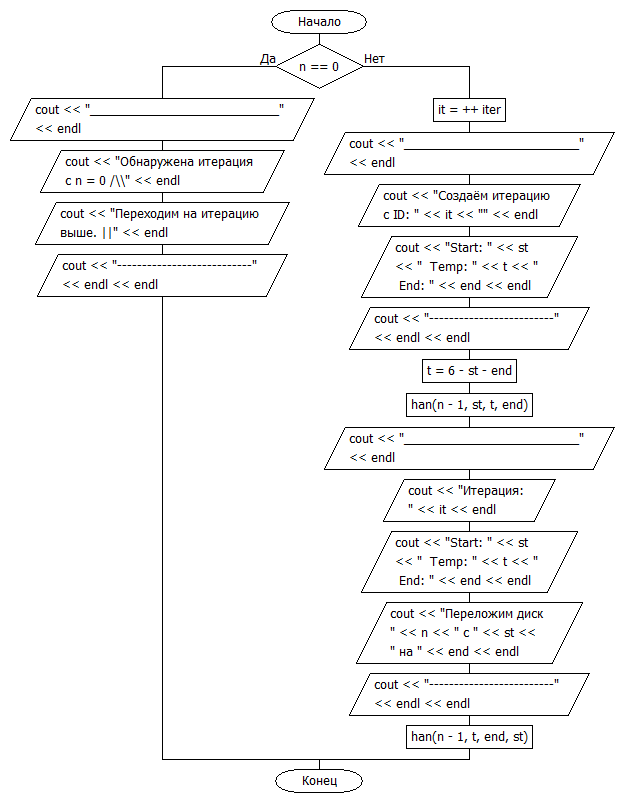 Начало
Да
n == 0
Нет
cout << "______________________________"
<< endl
cout << "Обнаружена итерация
с n = 0 /\\" << endl
cout << "Переходим на итерацию
выше. ||" << endl
cout << "---------------------------"
<< endl << endl
it = ++ iter
cout << "____________________________"
<< endl
cout << "Создаём итерацию
с ID: " << it << "" << endl
cout << "Start: " << st
<< "  Temp: " << t << "
End: " << end << endl
cout << "-------------------------"
<< endl << endl
t = 6 - st - end
han(n - 1, st, t, end)
cout << "____________________________"
<< endl
cout << "Итерация:
" << it << endl
cout << "Start: " << st
<< "  Temp: " << t << "
End: " << end << endl
cout << "Переложим диск
" << n << " с " << st <<
" на " << end << endl
cout << "-------------------------"
<< endl << endl
han(n - 1, t, end, st)
Конец